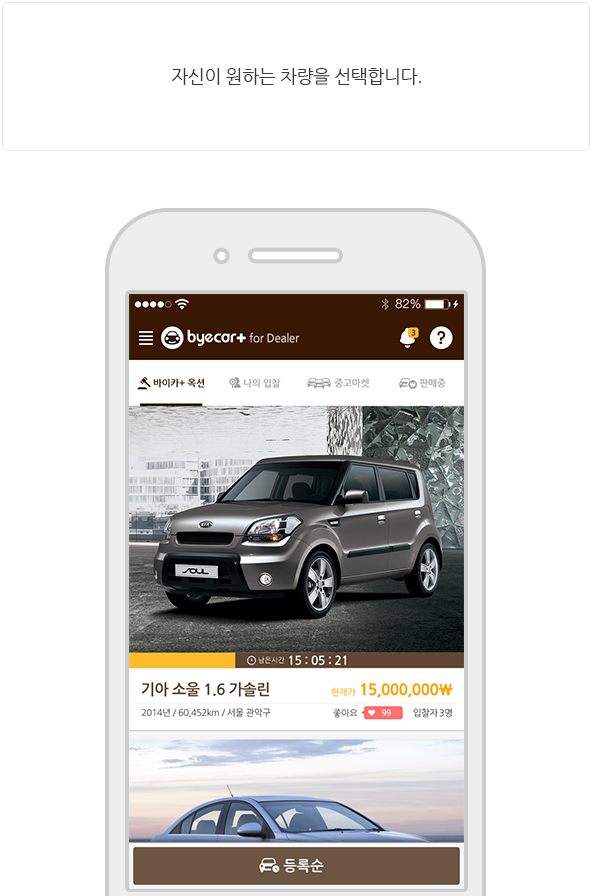 자신이 원하는 차량을 선택합니다.
82%
byecar+ for Dealer 3 ?
바이카+ 옥션 나의 입찰 중고마켓 판매중
KIA
SOUL
남은시간 15 : 05 : 21
기아 소울 1.6 가솔린 현재가 15,000,000₩
2014년 / 60,452km / 서울 관악구 좋아요 99 입찰자 3명
등록순